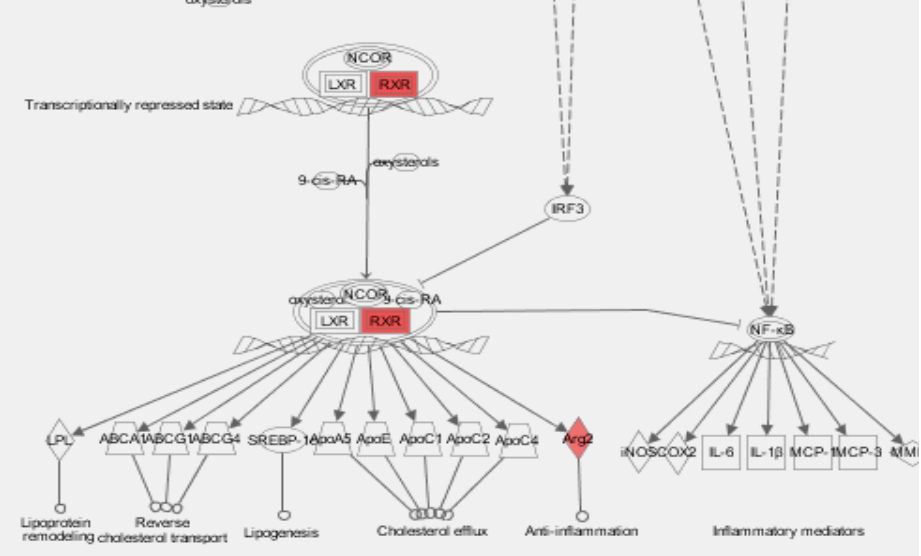 oxysterols
NCOR
LXR RXR
Transcriptionally repressed state
oxysterols
9-cis-RA
IRF3
NCOR
oxysterol 9-cis-RA
LXR RXR
NF-κB
LPL ABCA1 ABCG1 ABCG4 SREBP-1 ApoA5 ApoE ApoC1 ApoC2 ApoC4 Arg2
iNOS COX2 IL-6 IL-1β MCP-1 MCP-3
Lipoprotein
remodeling
Reverse
cholesterol transport
Lipogenesis
Cholesterol efflux
Anti-inflammation
Inflammatory mediators